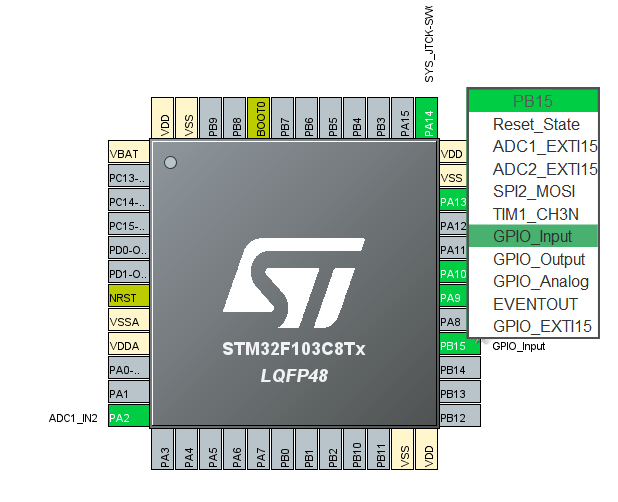 SYS_JTCK-SWC
VDD
VSS
PB9
PB8
BOOT0
PB7
PB6
PB5
PB4
PB3
PA15
PA14
VBAT
PC13-..
PC14-..
PC15-..
PD0-O..
PD1-O..
NRST
VSSA
VDDA
PA0-..
PA1
ADC1_IN2 PA2
STM32F103C8Tx
LQFP48
VDD
VSS
PA13
PA12
PA11
PA10
PA9
PA8
PB15 GPIO_Input
PB14
PB13
PB12
PB15
Reset_State
ADC1_EXTI15
ADC2_EXTI15
SPI2_MOSI
TIM1_CH3N
GPIO_Input
GPIO_Output
GPIO_Analog
EVENTOUT
GPIO_EXTI15
PA3
PA4
PA5
PA6
PA7
PB0
PB1
PB2
PB10
PB11
VSS
VDD